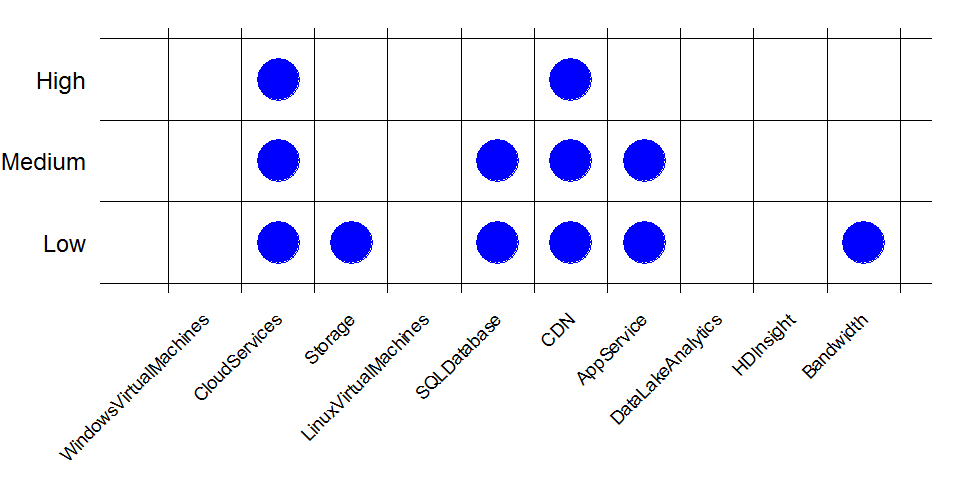 High
Medium
Low
WindowsVirtualMachines
CloudServices
Storage
LinuxVirtualMachines
SQLDatabase
CDN
AppService
DataLakeAnalytics
HDInsight
Bandwidth